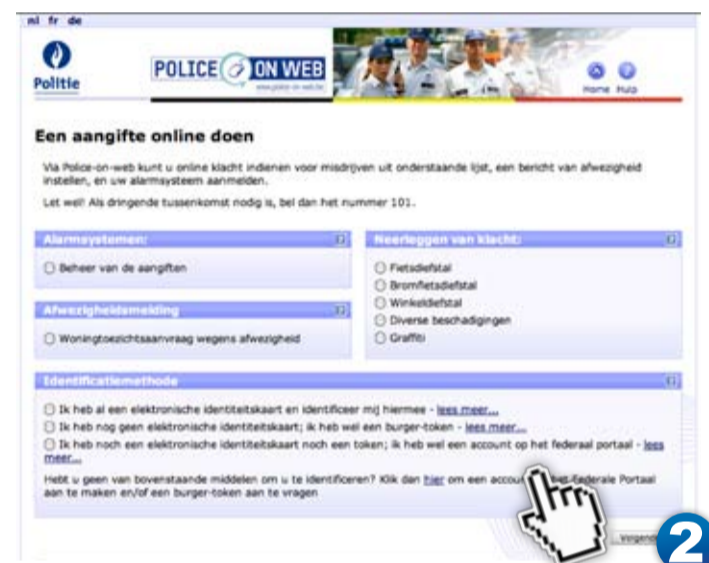 nl fr de
Politie
POLICE ON WEB
www.police-on-web.be
Home Hulp
Een aangifte online doen
Via Police-on-web kunt u online klacht indienen voor misdrijven uit onderstaande lijst, een bericht van afwezigheid
instellen, en uw alarmsysteem aanmelden.
Let wel! Als dringende tussenkomst nodig is, bel dan het nummer 101.
Alarmsystemen:
Beheer van de aangiften
Afwezigheidsmelding
Woningtoezichtsaanvraag wegens afwezigheid
Neerleggen van klacht:
Fietsdiefstal
Bromfietsdiefstal
Winkeldiefstal
Diverse beschadigingen
Graffiti
Identificatiemethode
Ik heb al een elektronische identiteitskaart en identificeer mij hiermee - lees meer...
Ik heb nog geen elektronische identiteitskaart; ik heb wel een burger-token - lees meer...
Ik heb noch een elektronische identiteitskaart noch een token; ik heb wel een account op het federaal portaal - lees
meer...
Hebt u geen van bovenstaande middelen om u te identificeren? Klik dan hier om een account het Federale Portaal
aan te maken en/of een burger-token aan te vragen
Volgende
2